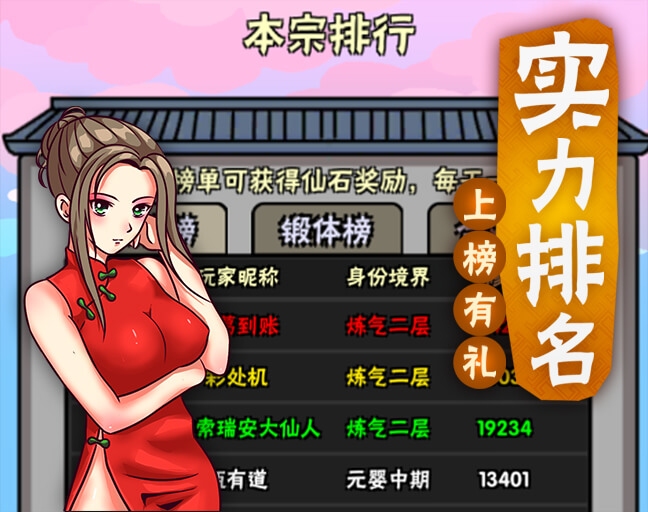 本宗排行
实力排名
上榜有礼
榜单可获得仙石奖励，每天
榜
锻体榜
玩家昵称 身份境界
到账 炼气二层
彩处机 炼气二层
索瑞安大仙人 炼气二层 19234
有道 元婴中期 13401